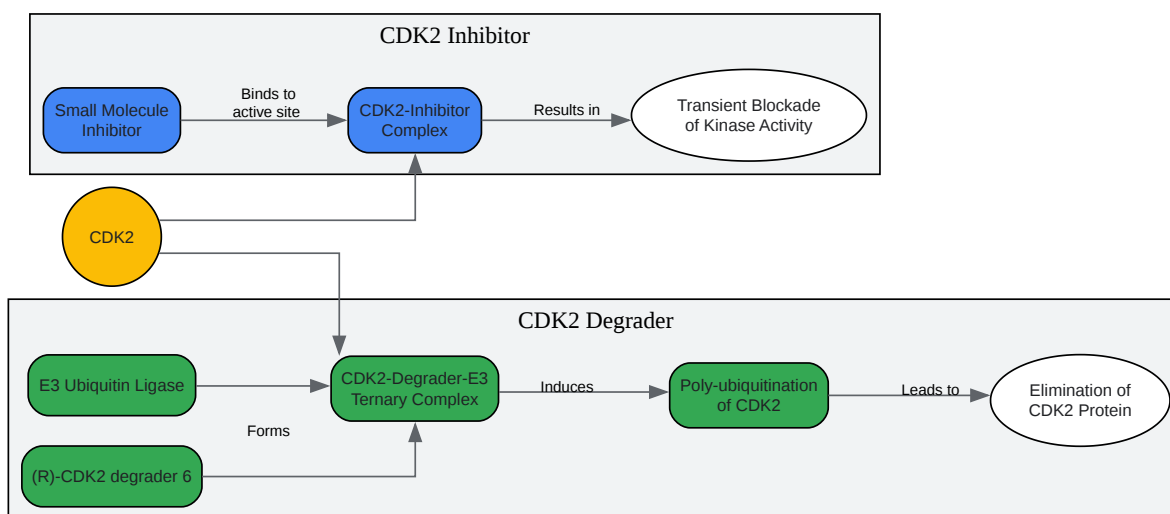 CDK2 Inhibitor
Small Molecule
Inhibitor
Binds to
active site
CDK2-Inhibitor
Complex
Results in
Transient Blockade
of Kinase Activity
CDK2
CDK2 Degrader
E3 Ubiquitin Ligase
CDK2-Degrader-E3
Ternary Complex
Induces
Poly-ubiquitination
of CDK2
Leads to
Elimination of
CDK2 Protein
Forms
(R)-CDK2 degrader 6